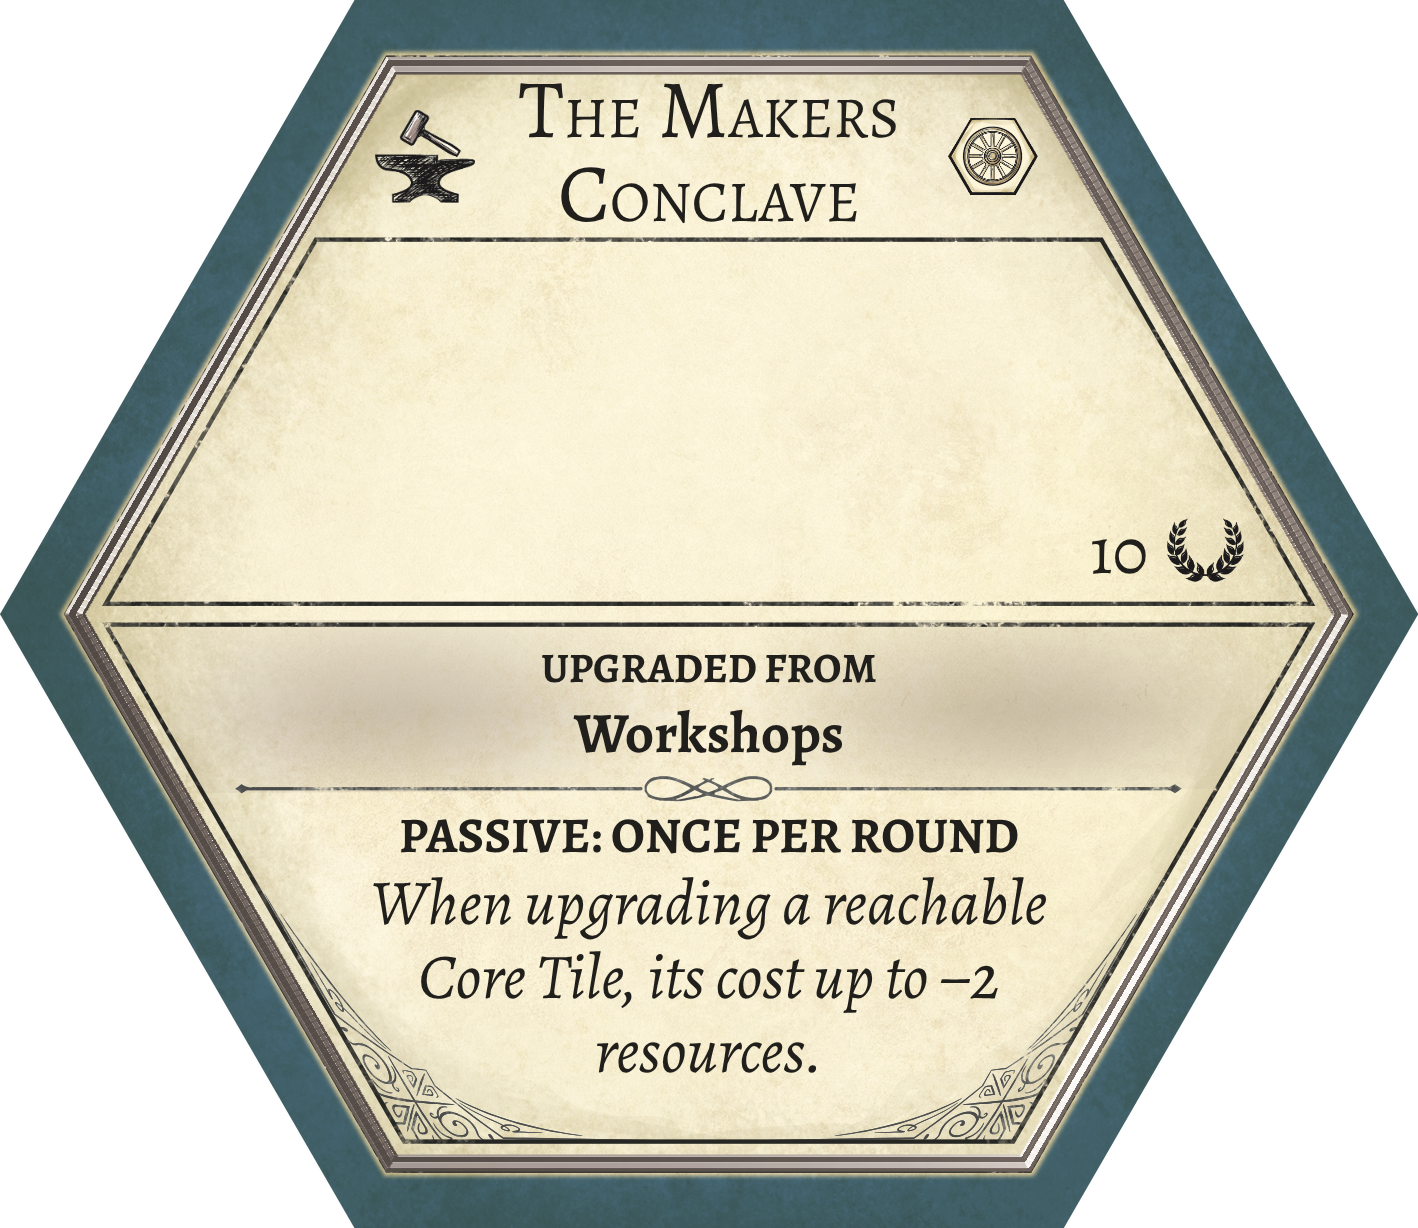 The Makers
Conclave
10
UPGRADED FROM
Workshops
PASSIVE: ONCE PER ROUND
When upgrading a reachable
Core Tile, its cost up to –2
resources.